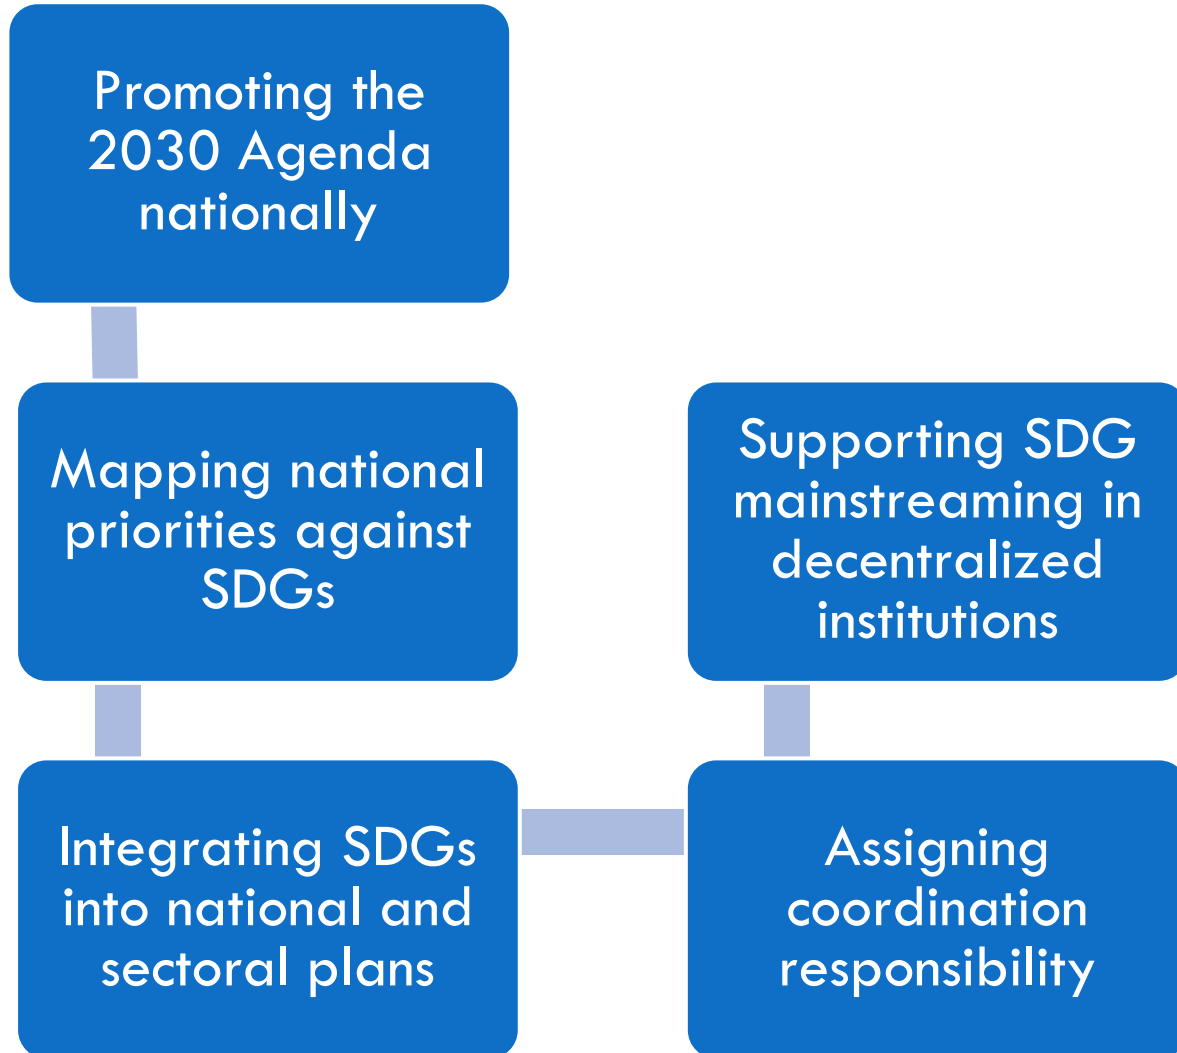 Promoting the
2030 Agenda
nationally
Mapping national
priorities against
SDGs
Integrating SDGs
into national and
sectoral plans
Assigning
coordination
responsibility
Supporting SDG
mainstreaming in
decentralized
institutions